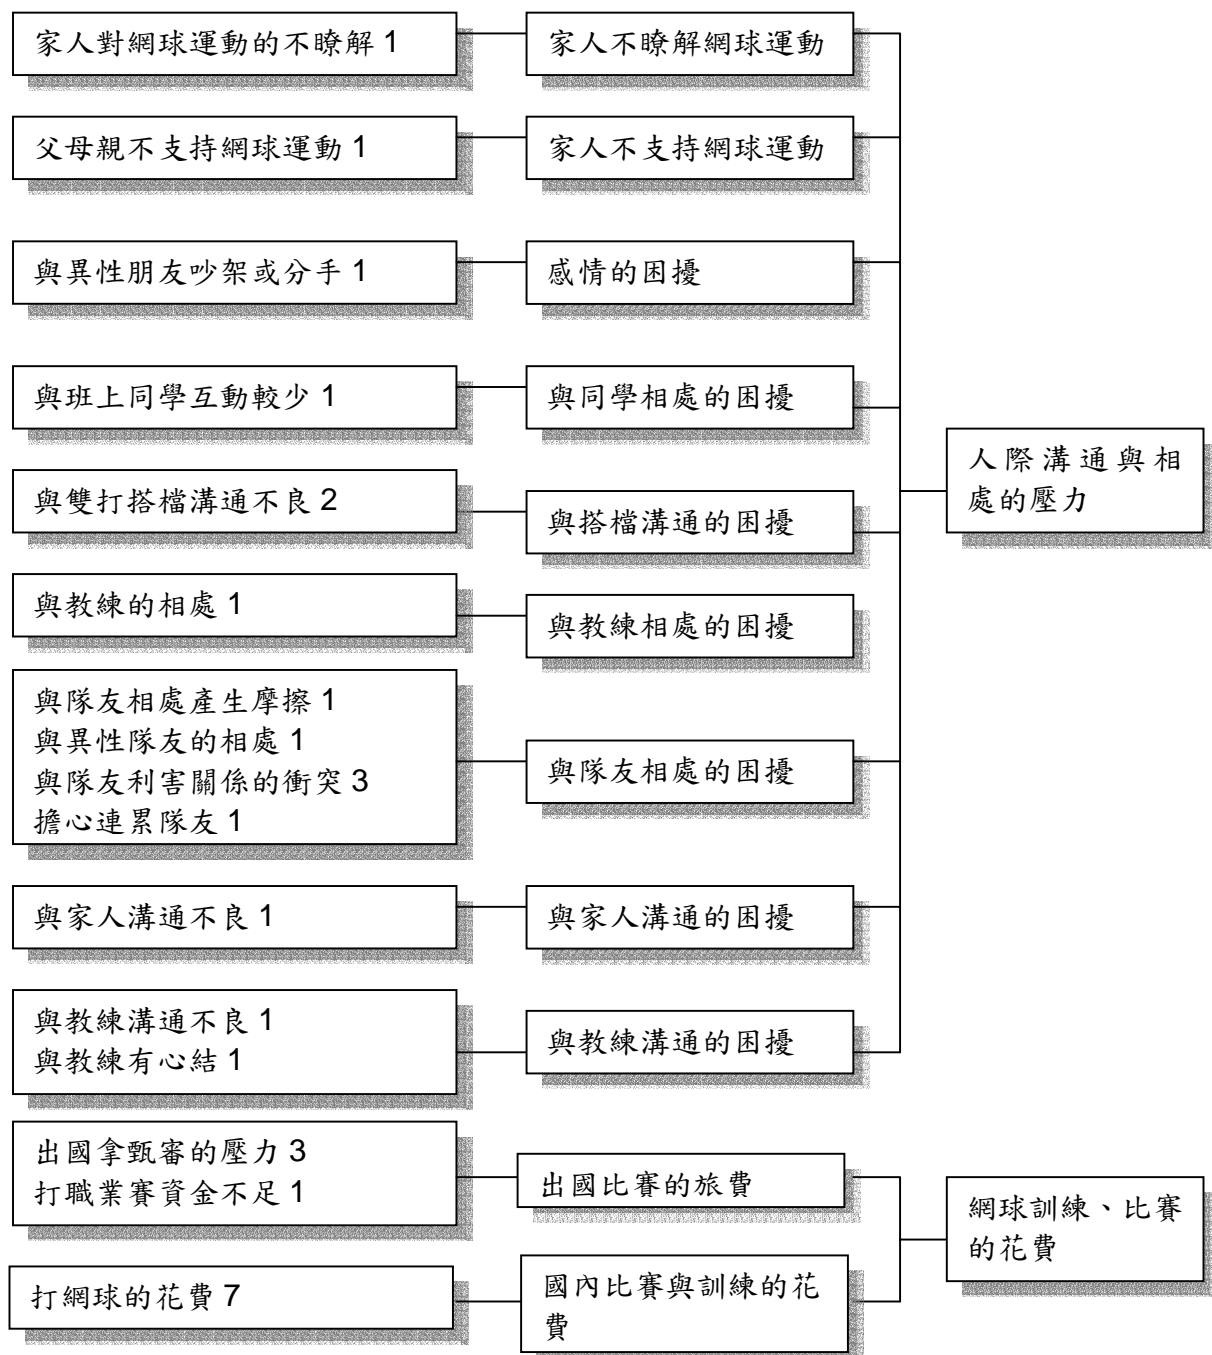 家人對網球運動的不瞭解 1
家人不瞭解網球運動
父母親不支持網球運動 1
家人不支持網球運動
與異性朋友吵架或分手 1
感情的困擾
與班上同學互動較少 1
與同學相處的困擾
人際溝通與相
處的壓力
與雙打搭檔溝通不良 2
與搭檔溝通的困擾
與教練的相處 1
與教練相處的困擾
與隊友相處產生摩擦 1
與異性隊友的相處 1
與隊友利害關係的衝突 3
擔心連累隊友 1
與隊友相處的困擾
與家人溝通不良 1
與家人溝通的困擾
與教練溝通不良 1
與教練有心結 1
與教練溝通的困擾
出國拿甄審的壓力 3
打職業賽資金不足 1
出國比賽的旅費
網球訓練、比賽
的花費
打網球的花費 7
國內比賽與訓練的花
費